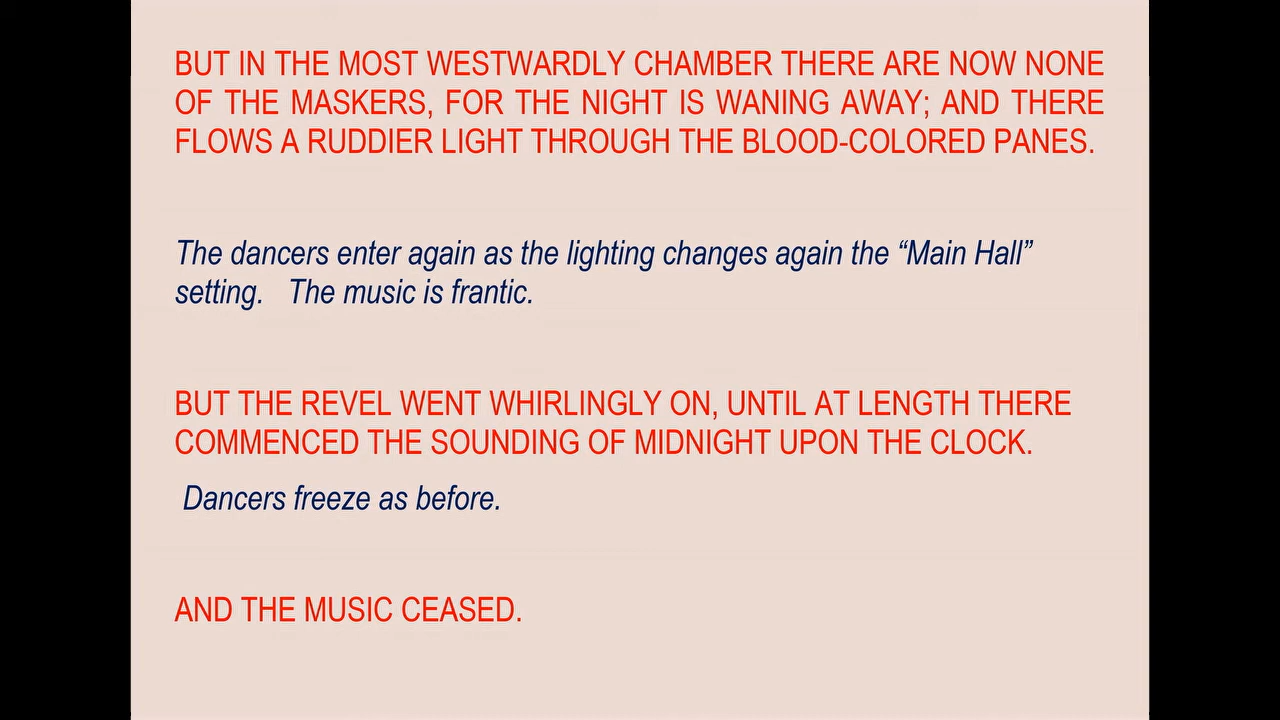 BUT IN THE MOST WESTWARDLY CHAMBER THERE ARE NOW NONE
OF THE MASKERS, FOR THE NIGHT IS WANING AWAY; AND THERE
FLOWS A RUDDIER LIGHT THROUGH THE BLOOD-COLORED PANES.
The dancers enter again as the lighting changes again the “Main Hall”
setting.   The music is frantic.
BUT THE REVEL WENT WHIRLINGLY ON, UNTIL AT LENGTH THERE
COMMENCED THE SOUNDING OF MIDNIGHT UPON THE CLOCK.
Dancers freeze as before.
AND THE MUSIC CEASED.